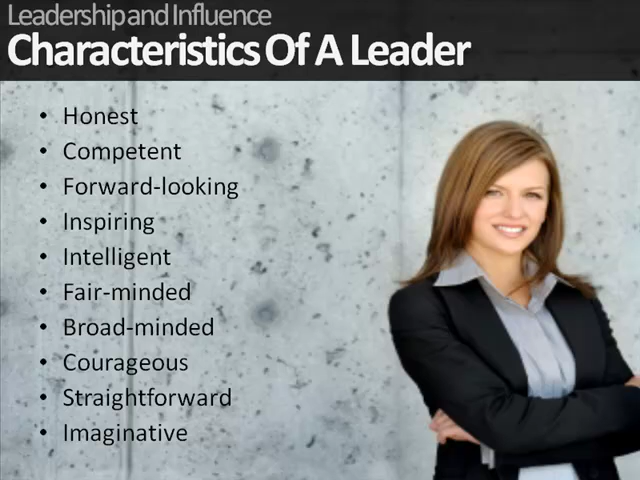 Leadership and Influence
Characteristics Of A Leader
• Honest
• Competent
• Forward-looking
• Inspiring
• Intelligent
• Fair-minded
• Broad-minded
• Courageous
• Straightforward
• Imaginative